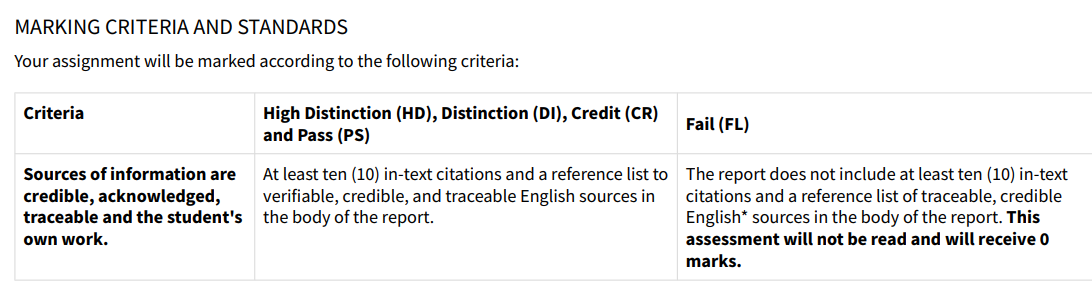 MARKING CRITERIA AND STANDARDS
Your assignment will be marked according to the following criteria:
Criteria
High Distinction (HD), Distinction (DI), Credit (CR)
and Pass (PS)
Fail (FL)
Sources of information are
credible, acknowledged,
traceable and the student's
own work.
At least ten (10) in-text citations and a reference list to
verifiable, credible, and traceable English sources in
the body of the report.
The report does not include at least ten (10) in-text
citations and a reference list of traceable, credible
English* sources in the body of the report. This
assessment will not be read and will receive 0
marks.